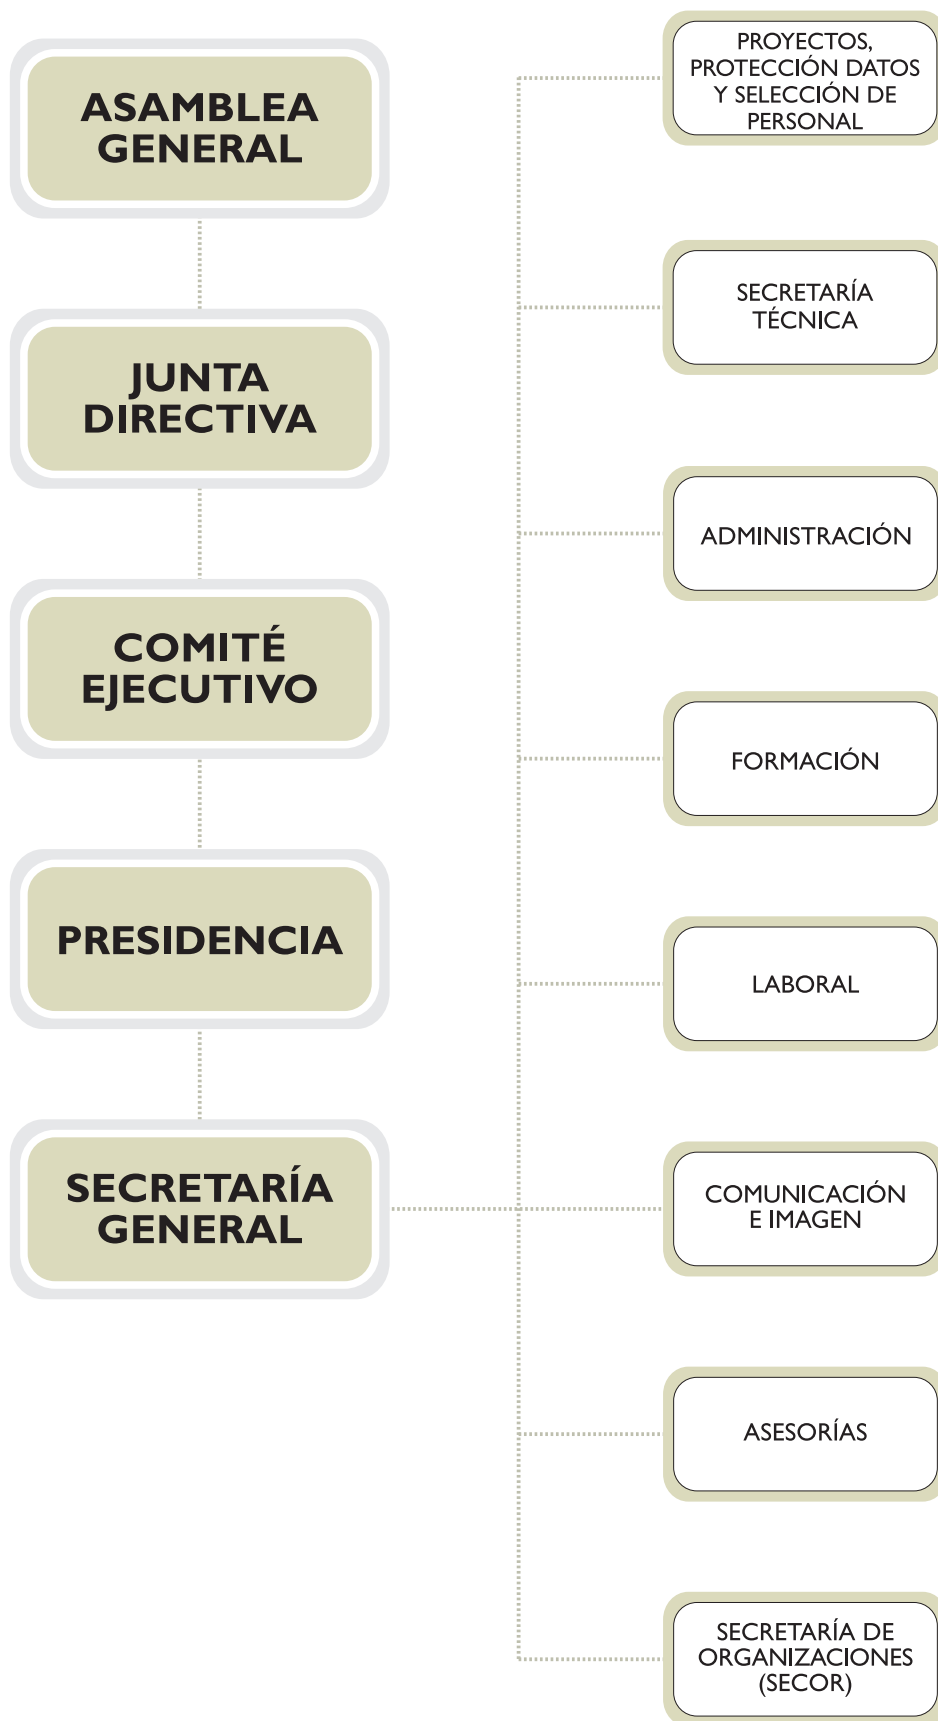 ASAMBLEA
GENERAL
JUNTA
DIRECTIVA
COMITÉ
EJECUTIVO
PRESIDENCIA
SECRETARÍA
GENERAL
PROYECTOS,
PROTECCIÓN DATOS
Y SELECCIÓN DE
PERSONAL
SECRETARÍA
TÉCNICA
ADMINISTRACIÓN
FORMACIÓN
LABORAL
COMUNICACIÓN
E IMAGEN
ASESORÍAS
SECRETARÍA DE
ORGANIZACIONES
(SECOR)